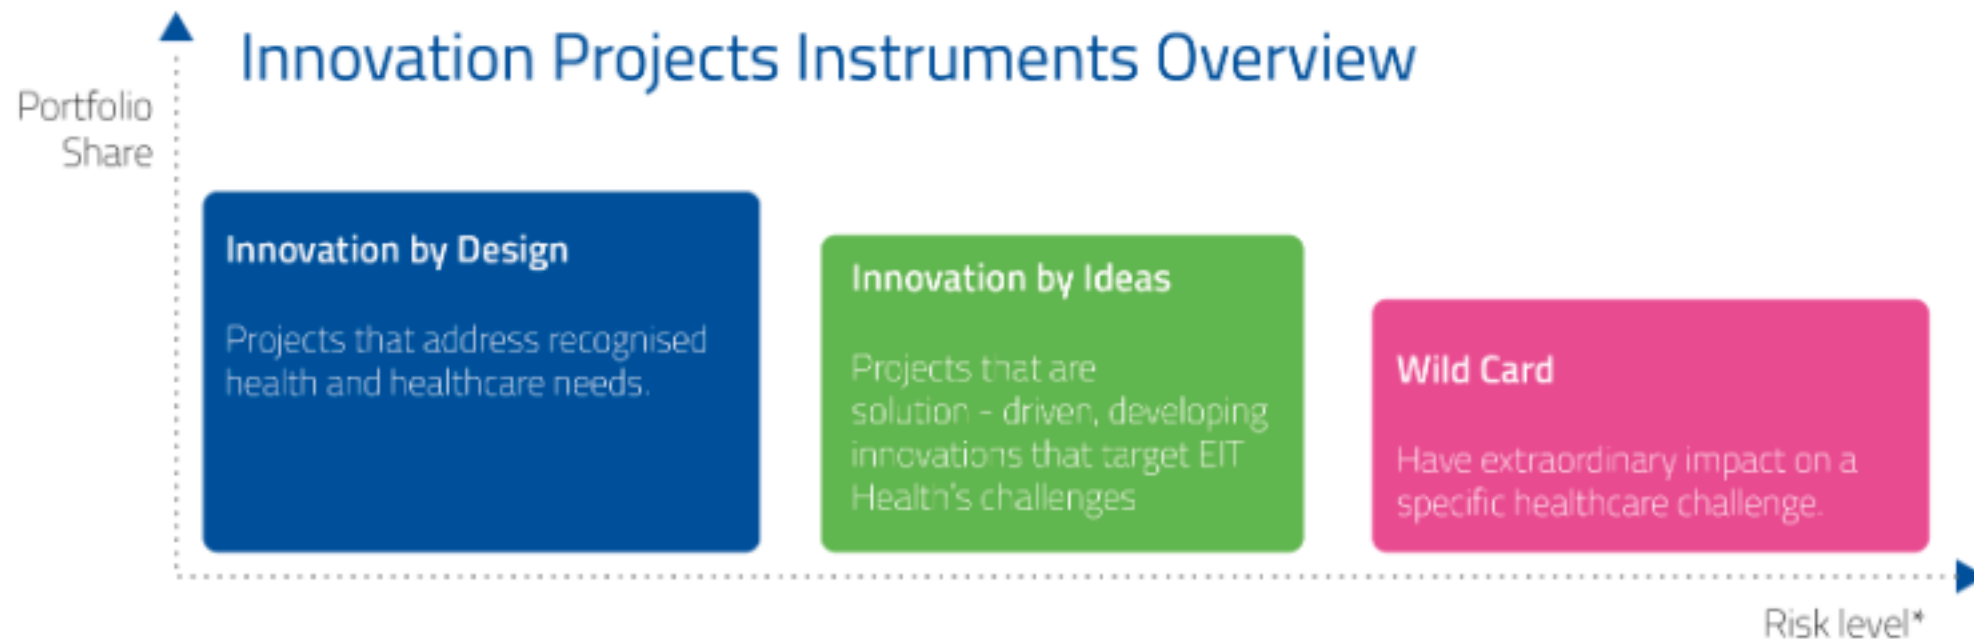 Innovation Projects Instruments Overview
Portfolio
Share
Innovation by Design
Projects that address recognised
health and healthcare needs.
Innovation by Ideas
Projects that are
solution - driven, developing
innovations that target EIT
Health's challenges
Wild Card
Have extraordinary impact on a
specific healthcare challenge.
Risk level*